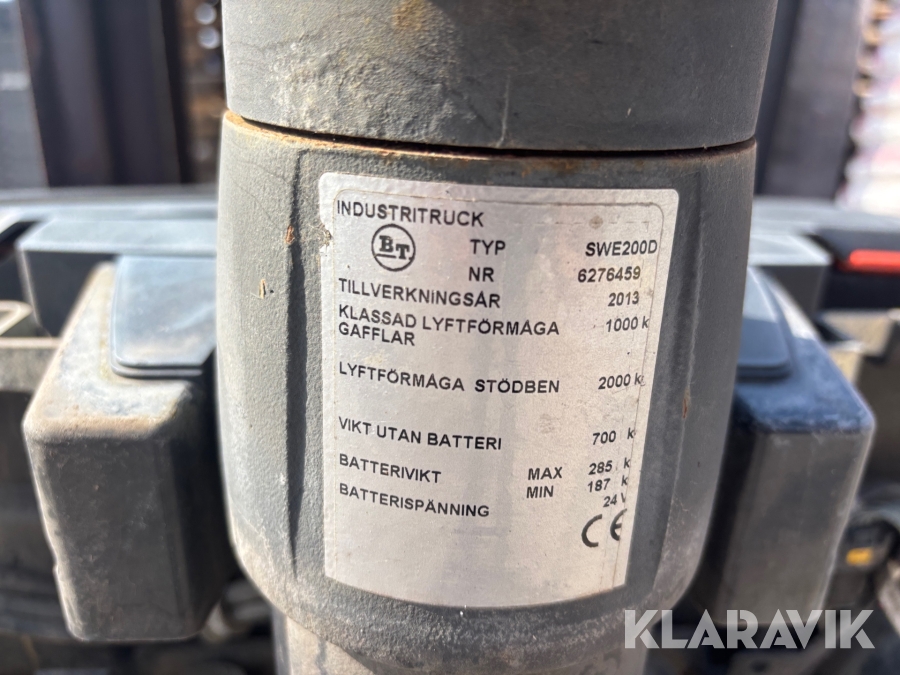 INDUSTRITRUCK
BT
TYP SWE200D
NR 6276459
TILLVERKNINGSÅR 2013
KLASSAD LYFTFÖRMÅGA 1000 k
GAFFLAR
LYFTFÖRMÅGA STÖDBEN 2000 k
VIKT UTAN BATTERI 700 k
BATTERIVIKT MAX 285 k
MIN 187 k
BATTERISPÄNNING 24 V
CE
KLARAVIK